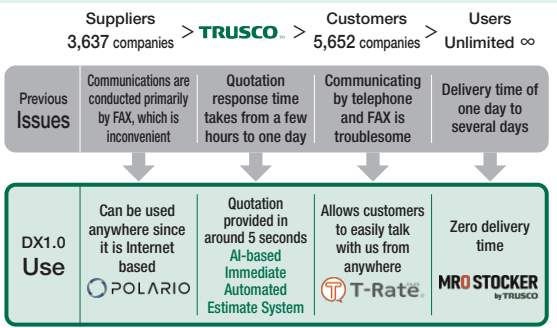 Suppliers
3,637 companies
>
TRUSCO™
>
Customers
5,652 companies
>
Users
Unlimited ∞
Previous
Issues
Communications are
conducted primarily
by FAX, which is
inconvenient
Quotation
response time
takes from a few
hours to one day
Communicating
by telephone
and FAX is
troublesome
Delivery time of
one day to
several days
DX1.0
Use
Can be used
anywhere since
it is Internet
based
POLARIO
Quotation
provided in
around 5 seconds
AI-based
Immediate
Automated
Estimate System
Allows customers
to easily talk
with us from
anywhere
T-Rate
Zero delivery
time
MRO STOCKER
by TRUSCO